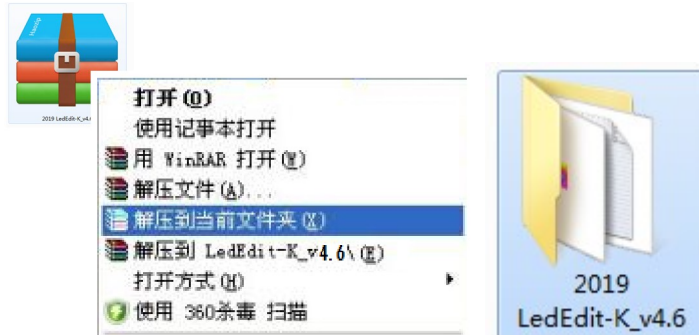 2019 LedEdit-K_v4.6
打开(O)
使用记事本打开
用 WinRAR 打开(W)
解压文件(A)...
解压到当前文件夹(X)
解压到 LedEdit-K_v4.6\(E)
打开方式(H)
使用 360杀毒 扫描
2019
LedEdit-K_v4.6